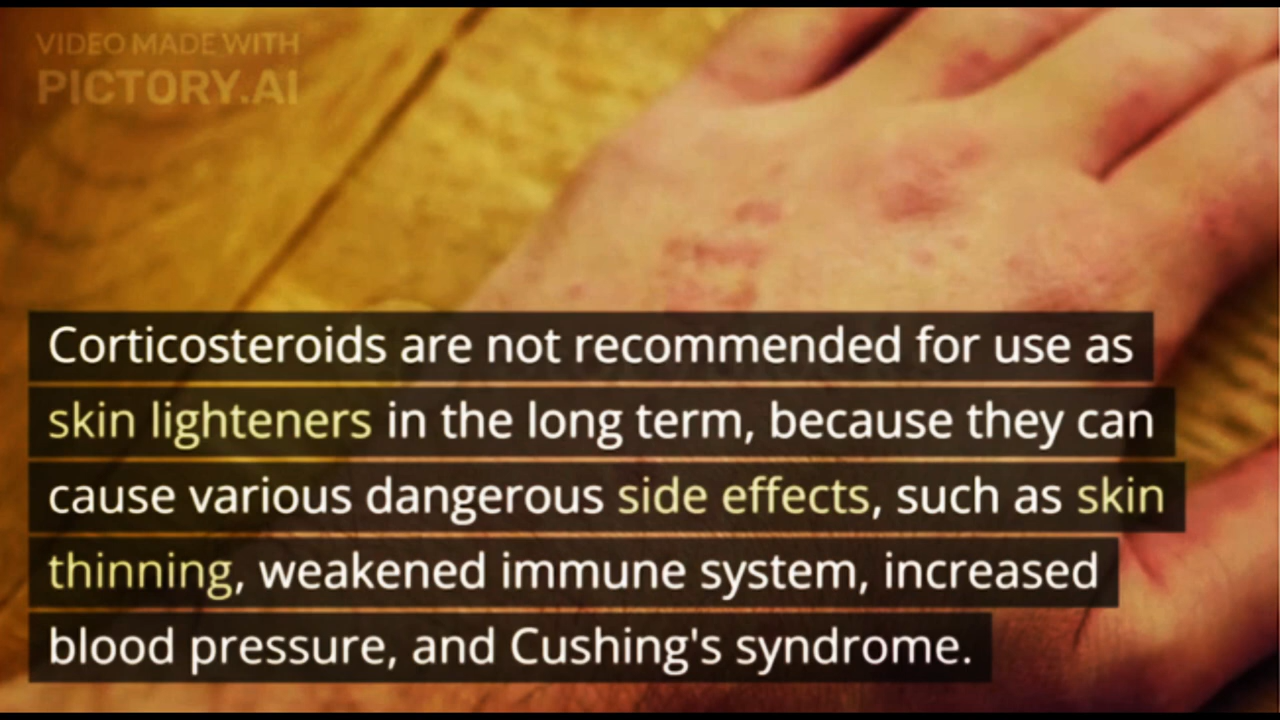 VIDEO MADE WITH
PICTORY.AI
Corticosteroids are not recommended for use as
skin lighteners in the long term, because they can
cause various dangerous side effects, such as skin
thinning, weakened immune system, increased
blood pressure, and Cushing's syndrome.